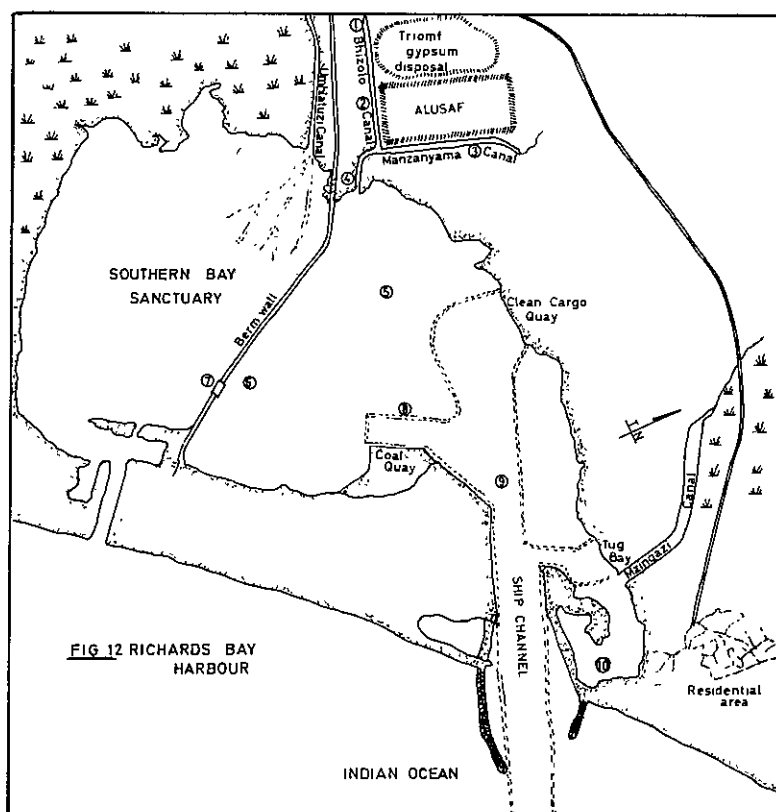 ① Bhizolo
② Canal
Umhlatuzi Canal
Triomf
gypsum
disposal
ALUSAF
Manzanyama ③ Canal
④
SOUTHERN BAY
SANCTUARY
Berm wall
⑤
Clean Cargo
Quay
⑦ ⑥
⑧
Coal
Quay
⑨
N
Tug
Bay
Mzingazi Canal
SHIP CHANNEL
FIG 12 RICHARDS BAY
HARBOUR
⑩
Residential
area
INDIAN OCEAN